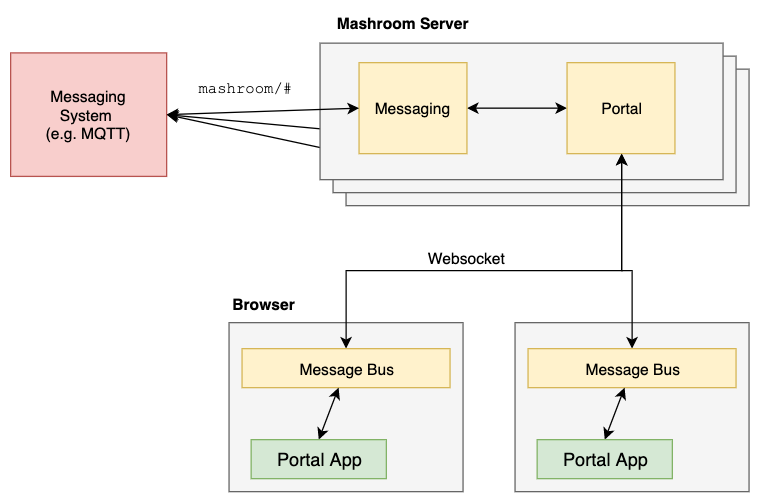 Mashroom Server
Messaging
System
(e.g. MQTT)
mashroom/#
Messaging
Portal
Websocket
Browser
Message Bus
Portal App
Message Bus
Portal App